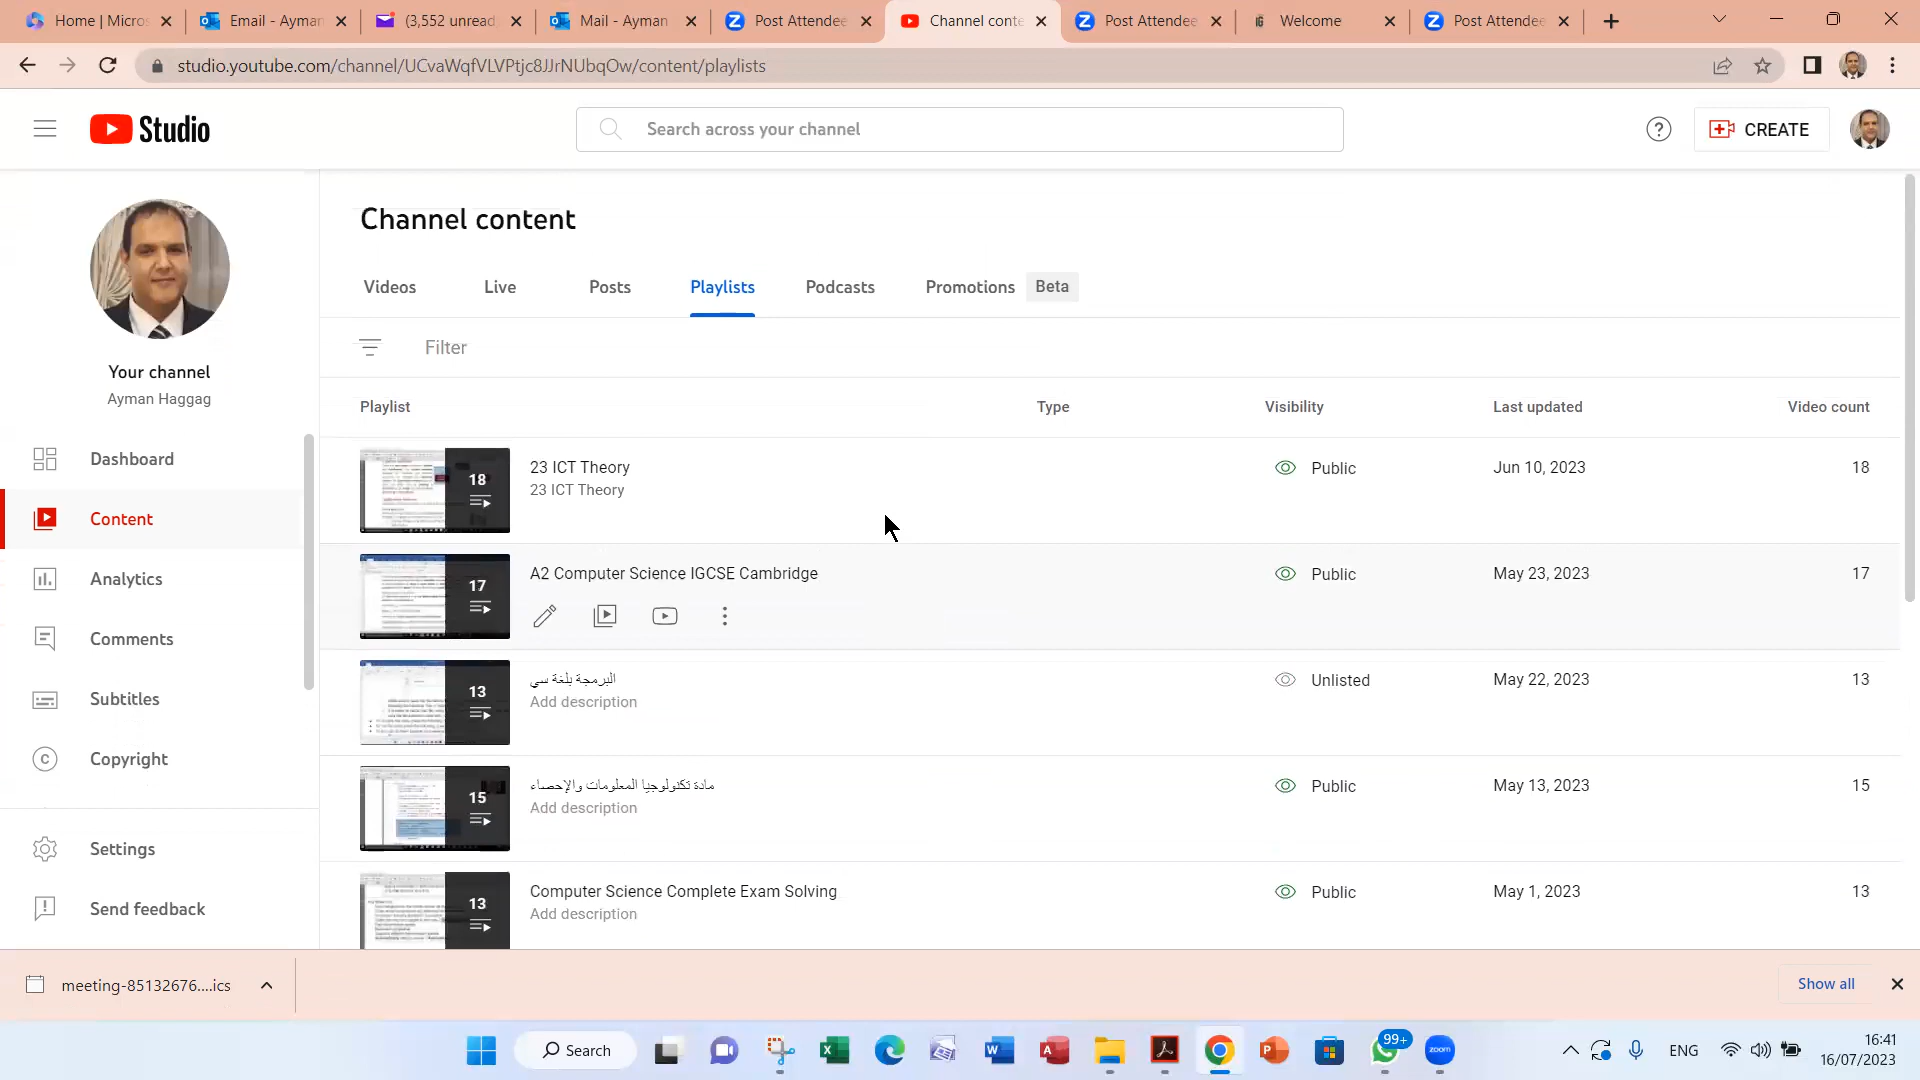 Home | Micros
Email - Ayman
(3,552 unread
Mail - Ayman
Post Attendee
Channel conte
Post Attendee
Welcome
Post Attendee
studio.youtube.com/channel/UCvaWqfVLVPtjc8JJrNUbqOw/content/playlists
Studio
Search across your channel
CREATE
Your channel
Ayman Haggag
Dashboard
Content
Analytics
Comments
Subtitles
Copyright
Settings
Send feedback
Channel content
Videos Live Posts Playlists Podcasts Promotions Beta
Filter
Playlist Type Visibility Last updated Video count
18 23 ICT Theory Public Jun 10, 2023 18
23 ICT Theory
17 A2 Computer Science IGCSE Cambridge Public May 23, 2023 17
13 البرمجة بلغة سي Unlisted May 22, 2023 13
Add description
15 مادة تكنولوجيا المعلومات والإحصاء Public May 13, 2023 15
Add description
13 Computer Science Complete Exam Solving Public May 1, 2023 13
Add description
meeting-85132676....ics
Show all
Search
99+
zoom
ENG
16:41
16/07/2023